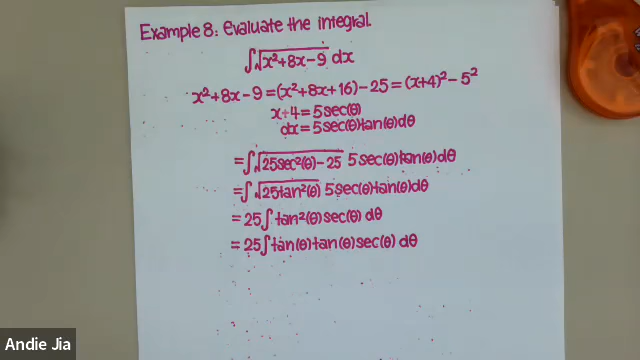 Example 8: Evaluate the integral.
∫√x²+8x-9 dx
x²+8x-9=(x²+8x+16)-25=(x+4)²-5²
x+4=5sec(θ)
dx=5sec(θ)tan(θ)dθ
=∫√25sec²(θ)-25 5sec(θ)tan(θ)dθ
=∫√25tan²(θ) 5sec(θ)tan(θ)dθ
=25∫tan²(θ)sec(θ) dθ
=25∫tan(θ)tan(θ)sec(θ) dθ
Andie Jia